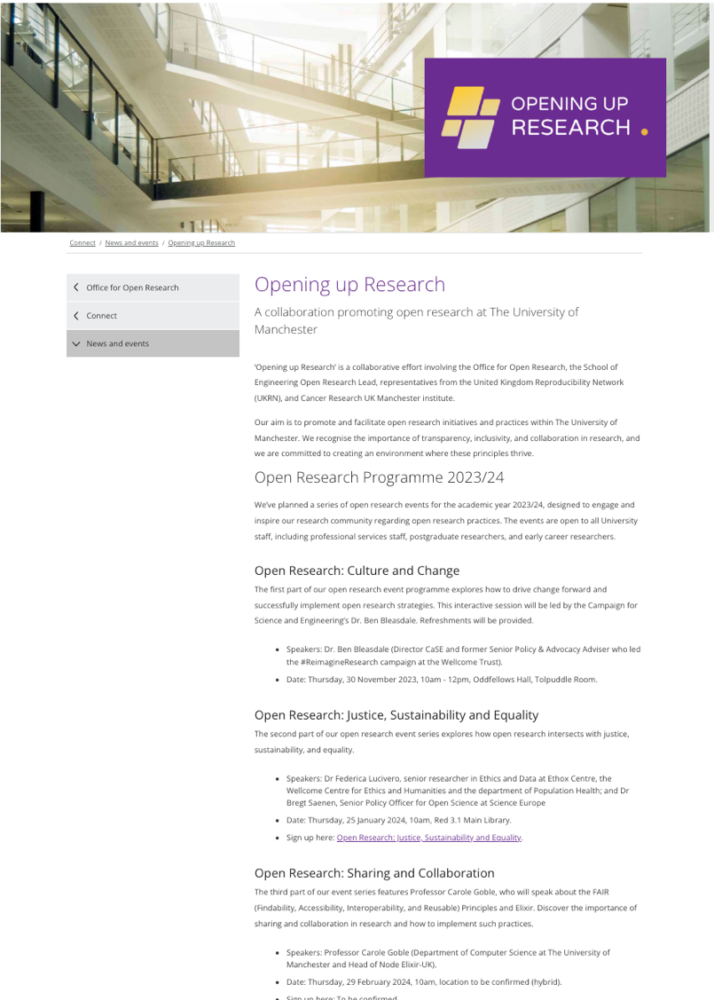 OPENING UP
RESEARCH
Connect / News and events / Opening up Research
Office for Open Research
Connect
News and events
Opening up Research
A collaboration promoting open research at The University of
Manchester
'Opening up Research' is a collaborative effort involving the Office for Open Research, the School of
Engineering Open Research Lead, representatives from the United Kingdom Reproducibility Network
(UKRN), and Cancer Research UK Manchester institute.
Our aim is to promote and facilitate open research initiatives and practices within The University of
Manchester. We recognise the importance of transparency, inclusivity, and collaboration in research, and
we are committed to creating an environment where these principles thrive.
Open Research Programme 2023/24
We've planned a series of open research events for the academic year 2023/24, designed to engage and
inspire our research community regarding open research practices. The events are open to all University
staff, including professional services staff, postgraduate researchers, and early career researchers.
Open Research: Culture and Change
The first part of our open research event programme explores how to drive change forward and
successfully implement open research strategies. This interactive session will be led by the Campaign for
Science and Engineering's Dr. Ben Bleasdale. Refreshments will be provided.
• Speakers: Dr. Ben Bleasdale (Director CaSE and former Senior Policy & Advocacy Adviser who led
the #ReimagineResearch campaign at the Wellcome Trust).
• Date: Thursday, 30 November 2023, 10am - 12pm, Oddfellows Hall, Tolpuddle Room.
Open Research: Justice, Sustainability and Equality
The second part of our open research event series explores how open research intersects with justice,
sustainability, and equality.
• Speakers: Dr Federica Lucivero, senior researcher in Ethics and Data at Ethox Centre, the
Wellcome Centre for Ethics and Humanities and the department of Population Health; and Dr
Bregt Saenen, Senior Policy Officer for Open Science at Science Europe
• Date: Thursday, 25 January 2024, 10am, Red 3.1 Main Library.
• Sign up here: Open Research: Justice, Sustainability and Equality.
Open Research: Sharing and Collaboration
The third part of our event series features Professor Carole Goble, who will speak about the FAIR
(Findability, Accessibility, Interoperability, and Reusable) Principles and Elixir. Discover the importance of
sharing and collaboration in research and how to implement such practices.
• Speakers: Professor Carole Goble (Department of Computer Science at The University of
Manchester and Head of Node Elixir-UK).
• Date: Thursday, 29 February 2024, 10am, location to be confirmed (hybrid).
• Sign up here: To be confirmed